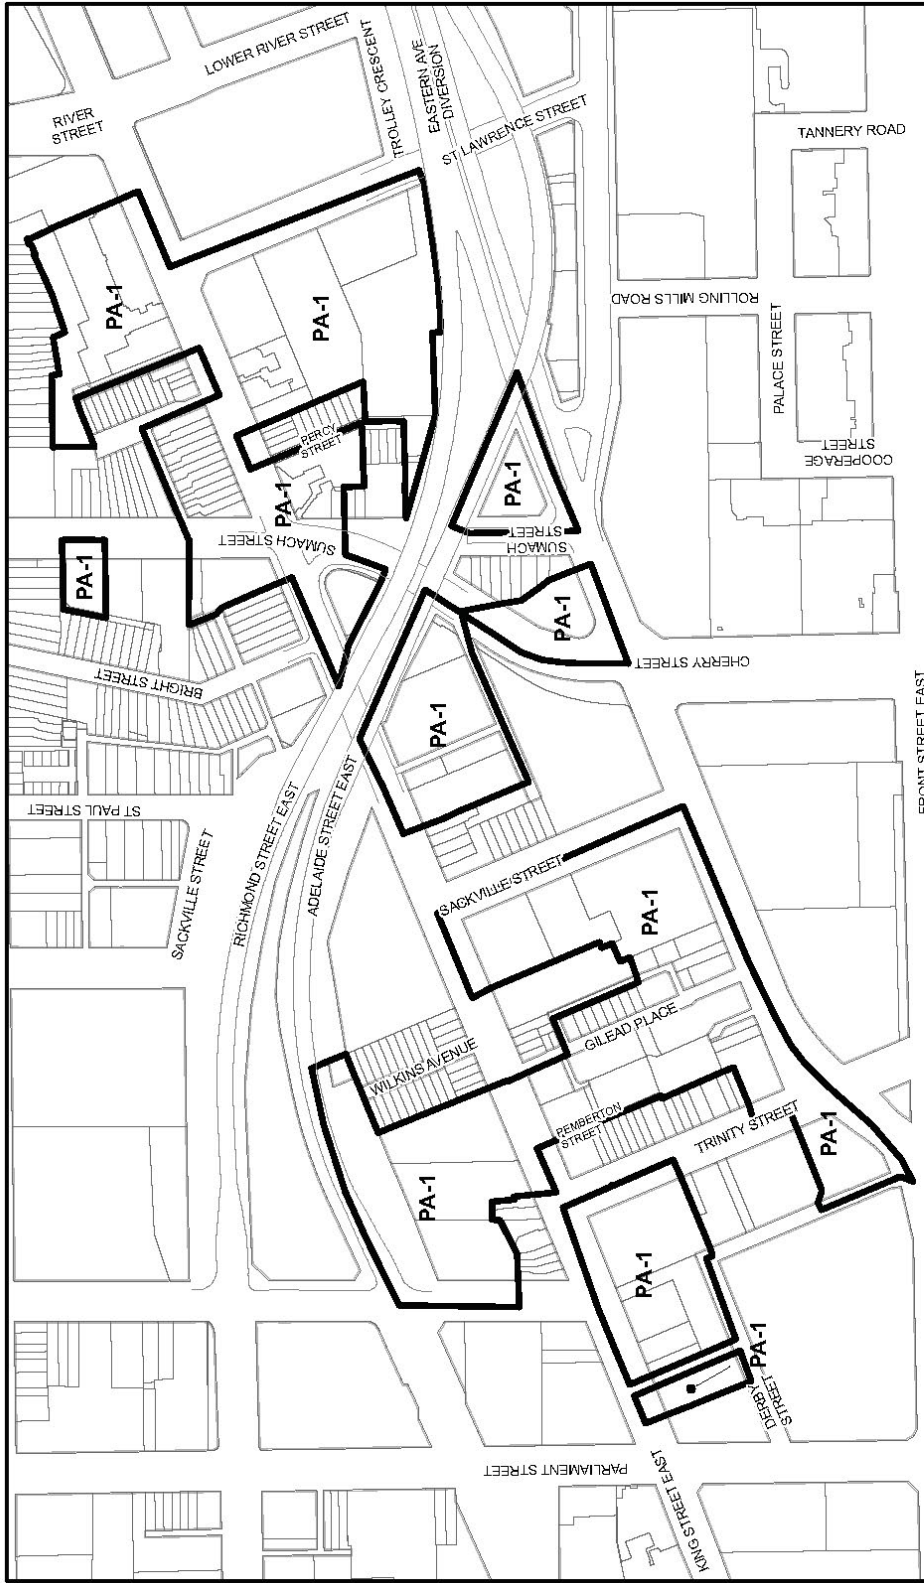 LOWER RIVER STREET
RIVER
STREET
TROLLEY CRESCENT
EASTERN AVE
DIVERSION
ST LAWRENCE STREET
TANNERY ROAD
PA-1
PA-1
ROLLING MILLS ROAD
PALACE STREET
PERCY
STREET
COOPERAGE
STREET
PA-1
PA-1
SUMACH STREET
SUMACH
STREET
PA-1
PA-1
BRIGHT STREET
CHERRY STREET
PA-1
FRONT STREET EAST
ST PAUL STREET
SACKVILLE STREET
RICHMOND STREET EAST
ADELAIDE STREET EAST
SACKVILLE STREET
PA-1
WILKINS AVENUE
GILEAD PLACE
PEMBERTON
STREET
TRINITY STREET
PA-1
PA-1
PA-1
PA-1
DERBY
STREET
PARLIAMENT STREET
KING STREET EAST